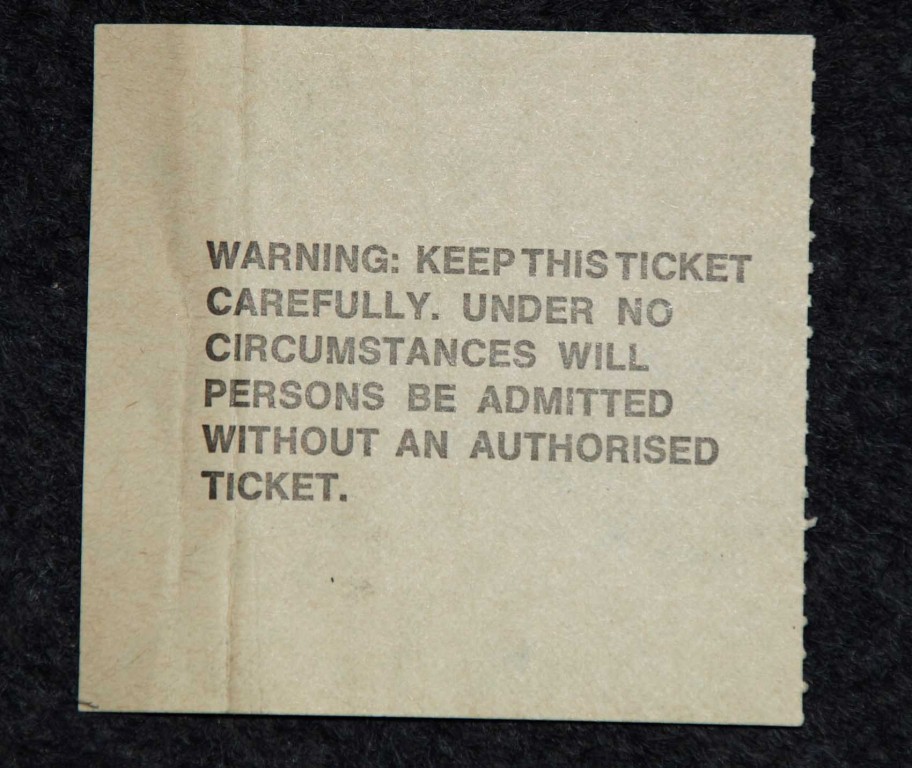 WARNING: KEEP THIS TICKET
CAREFULLY. UNDER NO
CIRCUMSTANCES WILL
PERSONS BE ADMITTED
WITHOUT AN AUTHORISED
TICKET.